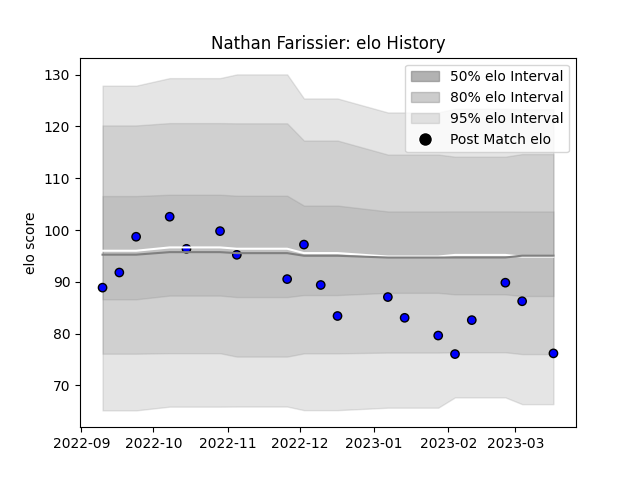 Nathan Farissier: elo History
50% elo Interval
80% elo Interval
95% elo Interval
Post Match elo
elo score
130
120
110
100
90
80
70
2022-09
2022-10
2022-11
2022-12
2023-01
2023-02
2023-03